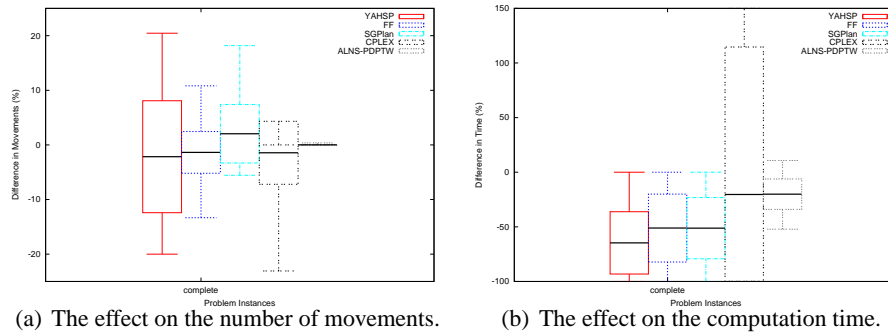 YAHSP
FF
SGPlan
CPLEX
ALNS-PDPTW
20
10
0
-10
-20
Difference in Movements (%)
complete
Problem Instances
(a) The effect on the number of movements.
YAHSP
FF
SGPlan
CPLEX
ALNS-PDPTW
150
100
50
0
-50
-100
Difference in Time (%)
complete
Problem Instances
(b) The effect on the computation time.